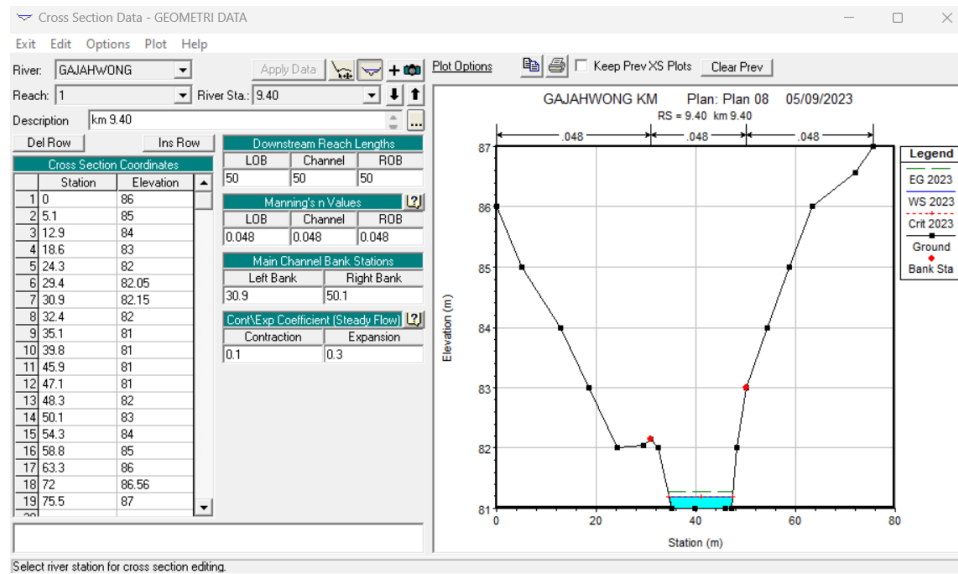 Cross Section Data - GEOMETRI DATA
Exit Edit Options Plot Help
River: GAJAHWONG Apply Data + Plot Options Keep Prev XS Plots Clear Prev
Reach: 1 River Sta.: 9.40
Description km 9.40 ...
Del Row Ins Row
Cross Section Coordinates
Station Elevation
1 0 86
2 5.1 85
3 12.9 84
4 18.6 83
5 24.3 82
6 29.4 82.05
7 30.9 82.15
8 32.4 82
9 35.1 81
10 39.8 81
11 45.9 81
12 47.1 81
13 48.3 82
14 50.1 83
15 54.3 84
16 58.8 85
17 63.3 86
18 72 86.56
19 75.5 87
Downstream Reach Lengths
LOB Channel ROB
50 50 50
Manning's n Values ?
LOB Channel ROB
0.048 0.048 0.048
Main Channel Bank Stations
Left Bank Right Bank
30.9 50.1
Cont\Exp Coefficient (Steady Flow) ?
Contraction Expansion
0.1 0.3
GAJAHWONG KM Plan: Plan 08 05/09/2023
RS = 9.40 km 9.40
.048 .048 .048
87
86
85
84
83
82
81
Elevation (m)
0 20 40 60 80
Station (m)
Legend
EG 2023
WS 2023
Crit 2023
Ground
Bank Sta
Select river station for cross section editing.